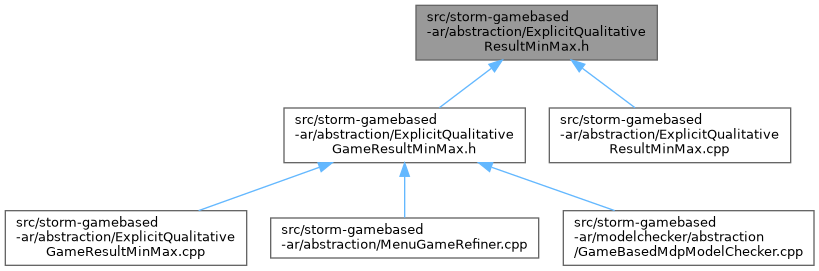 src/storm-gamebased
-ar/abstraction/ExplicitQualitative
ResultMinMax.h
src/storm-gamebased
-ar/abstraction/ExplicitQualitative
GameResultMinMax.h
src/storm-gamebased
-ar/abstraction/ExplicitQualitative
ResultMinMax.cpp
src/storm-gamebased
-ar/abstraction/ExplicitQualitative
GameResultMinMax.cpp
src/storm-gamebased
-ar/abstraction/MenuGameRefiner.cpp
src/storm-gamebased
-ar/modelchecker/abstraction
/GameBasedMdpModelChecker.cpp